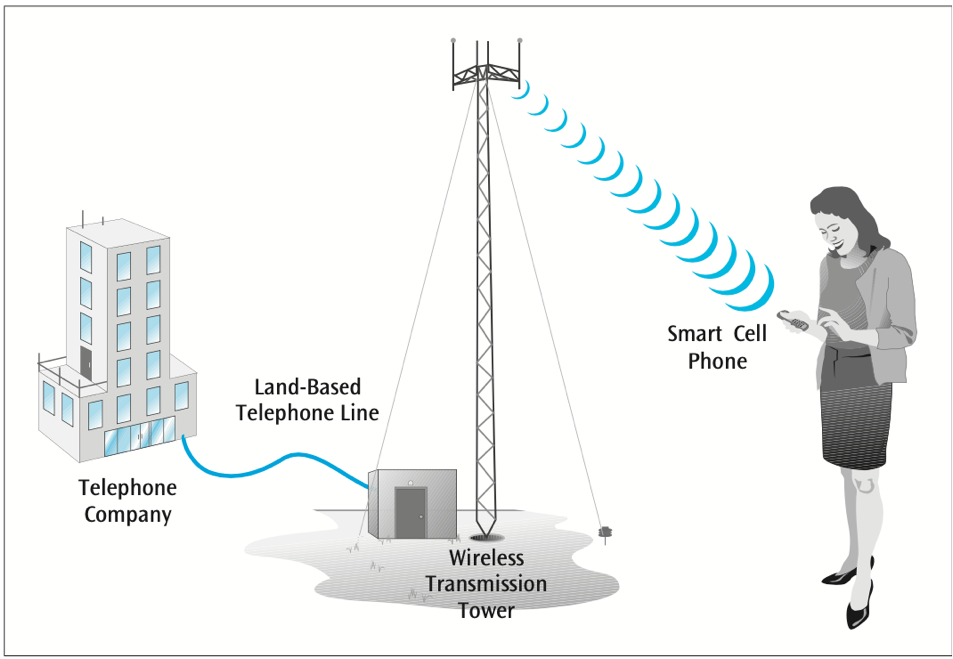 Smart Cell
Phone
Land-Based
Telephone Line
Telephone
Company
Wireless
Transmission
Tower